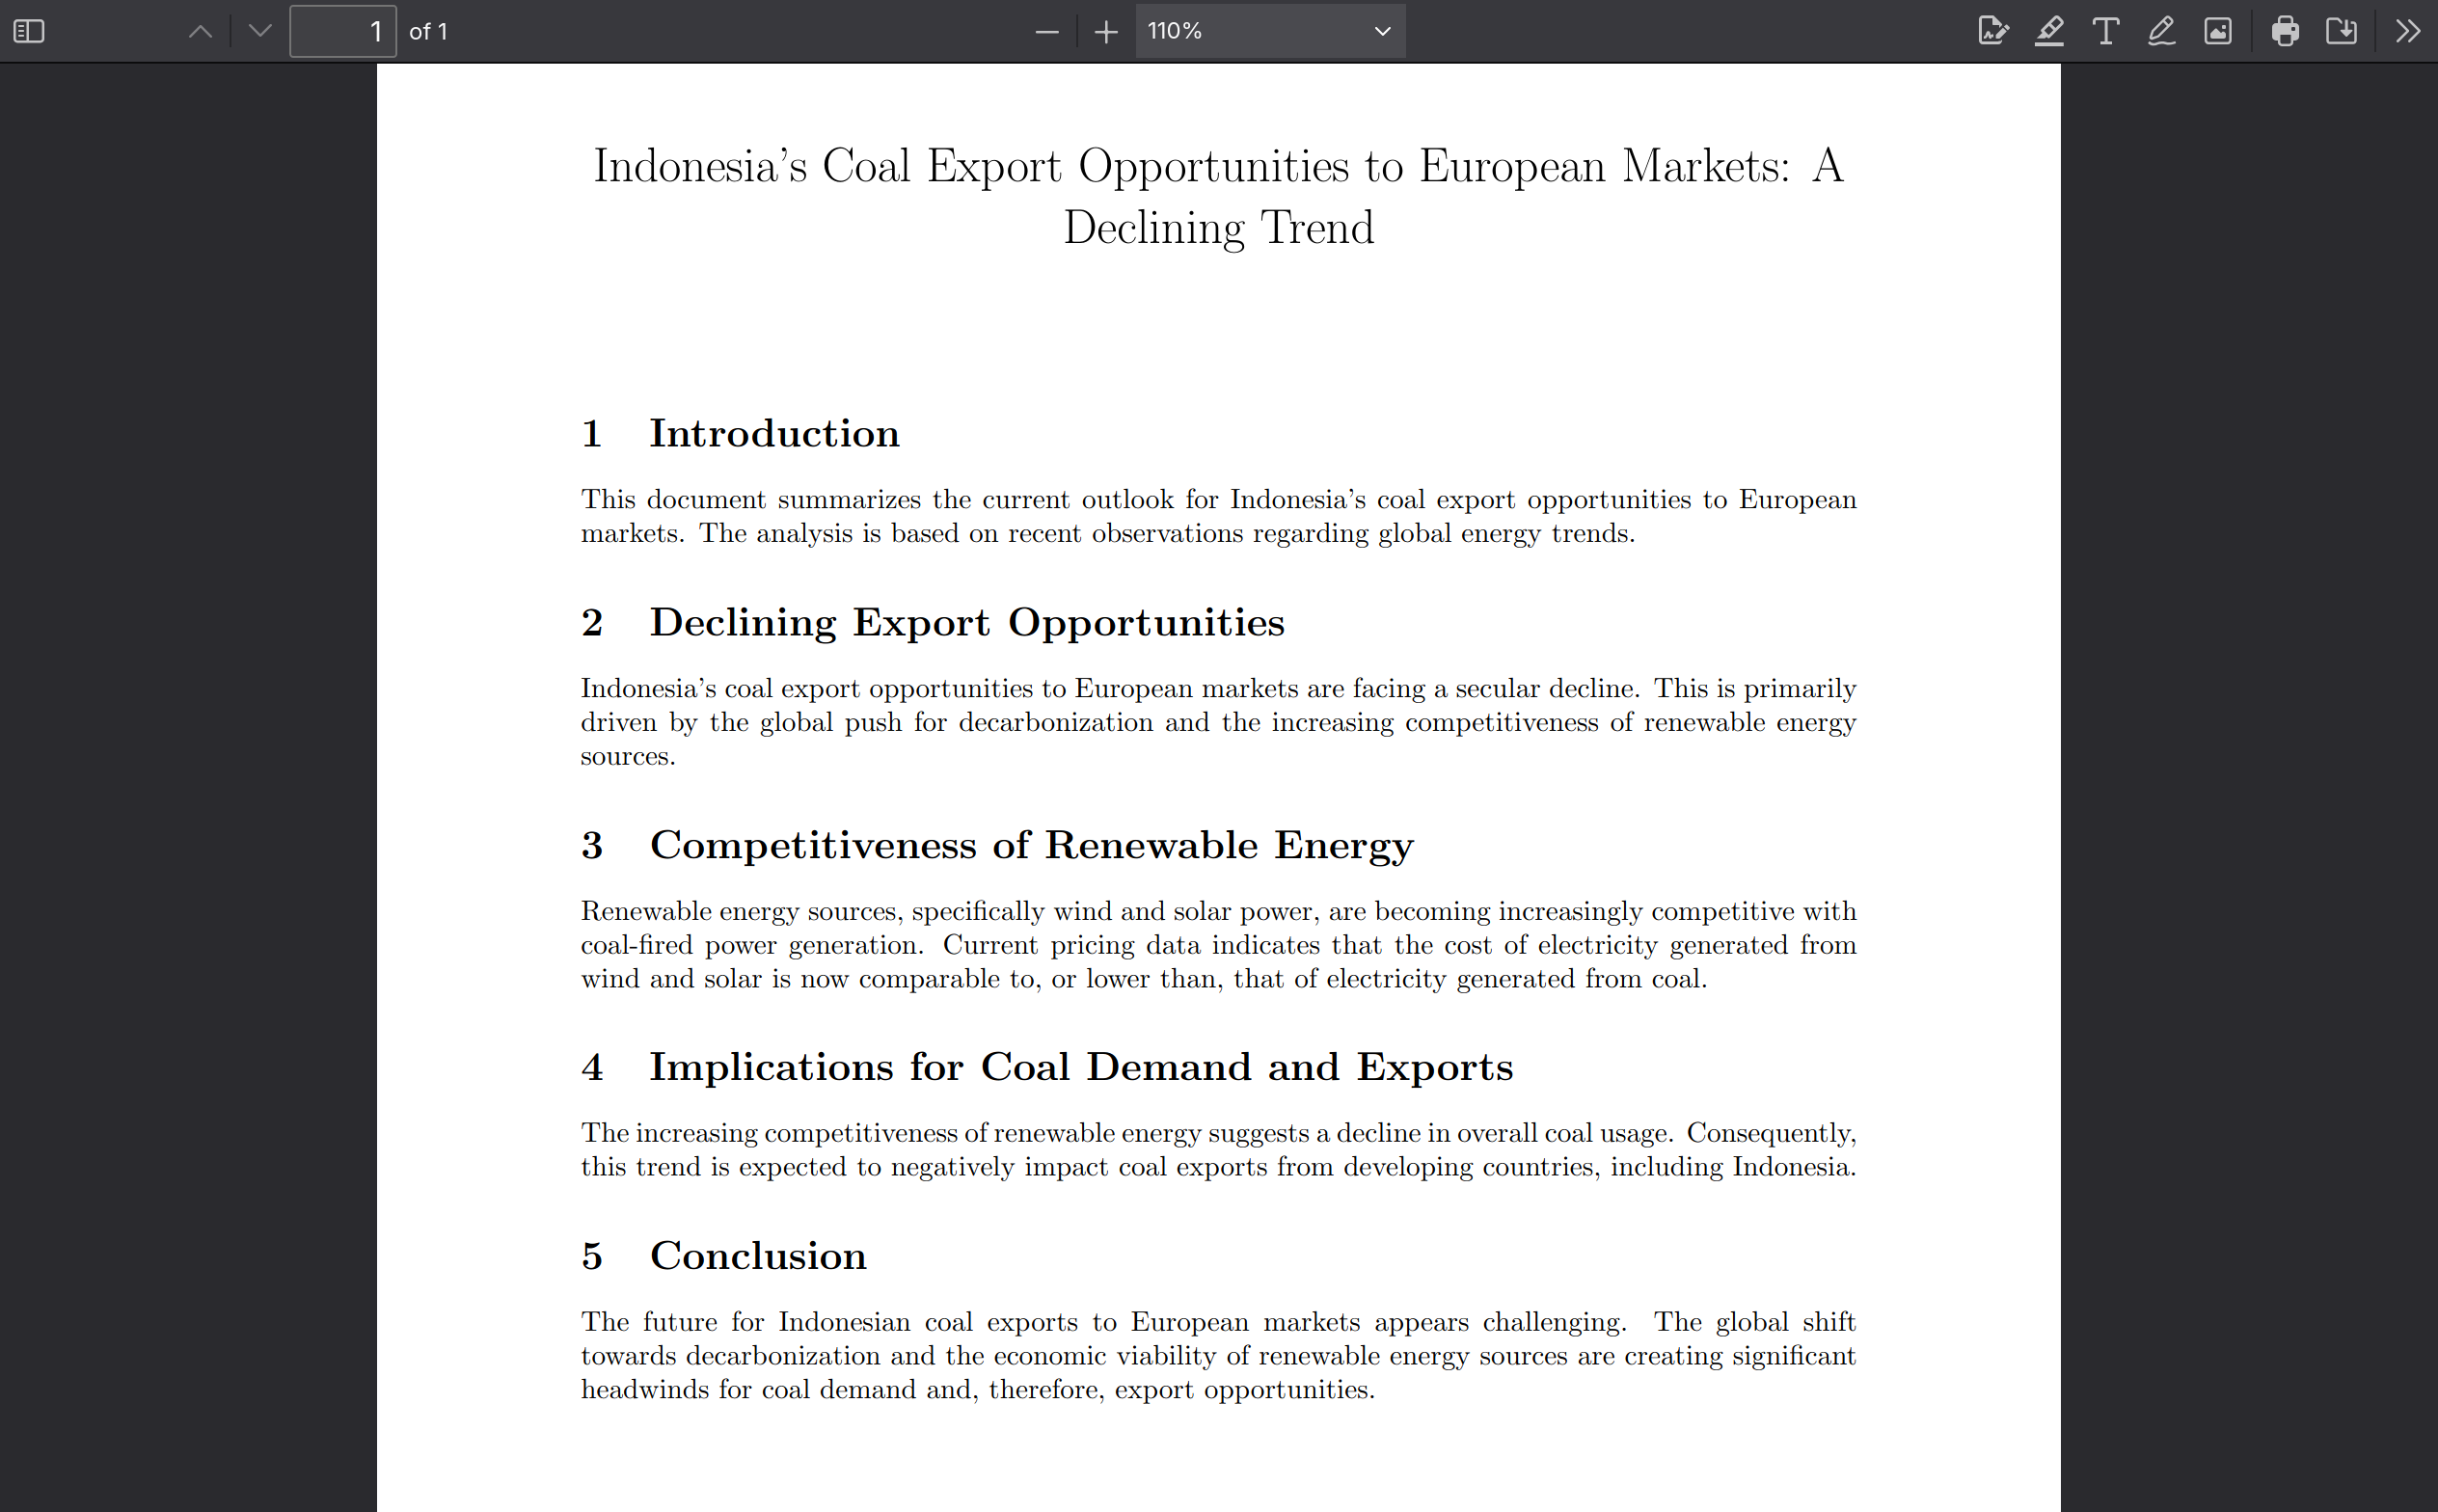 1 of 1 110%
Indonesia's Coal Export Opportunities to European Markets: A
Declining Trend
1 Introduction
This document summarizes the current outlook for Indonesia's coal export opportunities to European
markets. The analysis is based on recent observations regarding global energy trends.
2 Declining Export Opportunities
Indonesia's coal export opportunities to European markets are facing a secular decline. This is primarily
driven by the global push for decarbonization and the increasing competitiveness of renewable energy
sources.
3 Competitiveness of Renewable Energy
Renewable energy sources, specifically wind and solar power, are becoming increasingly competitive with
coal-fired power generation. Current pricing data indicates that the cost of electricity generated from
wind and solar is now comparable to, or lower than, that of electricity generated from coal.
4 Implications for Coal Demand and Exports
The increasing competitiveness of renewable energy suggests a decline in overall coal usage. Consequently,
this trend is expected to negatively impact coal exports from developing countries, including Indonesia.
5 Conclusion
The future for Indonesian coal exports to European markets appears challenging. The global shift
towards decarbonization and the economic viability of renewable energy sources are creating significant
headwinds for coal demand and, therefore, export opportunities.